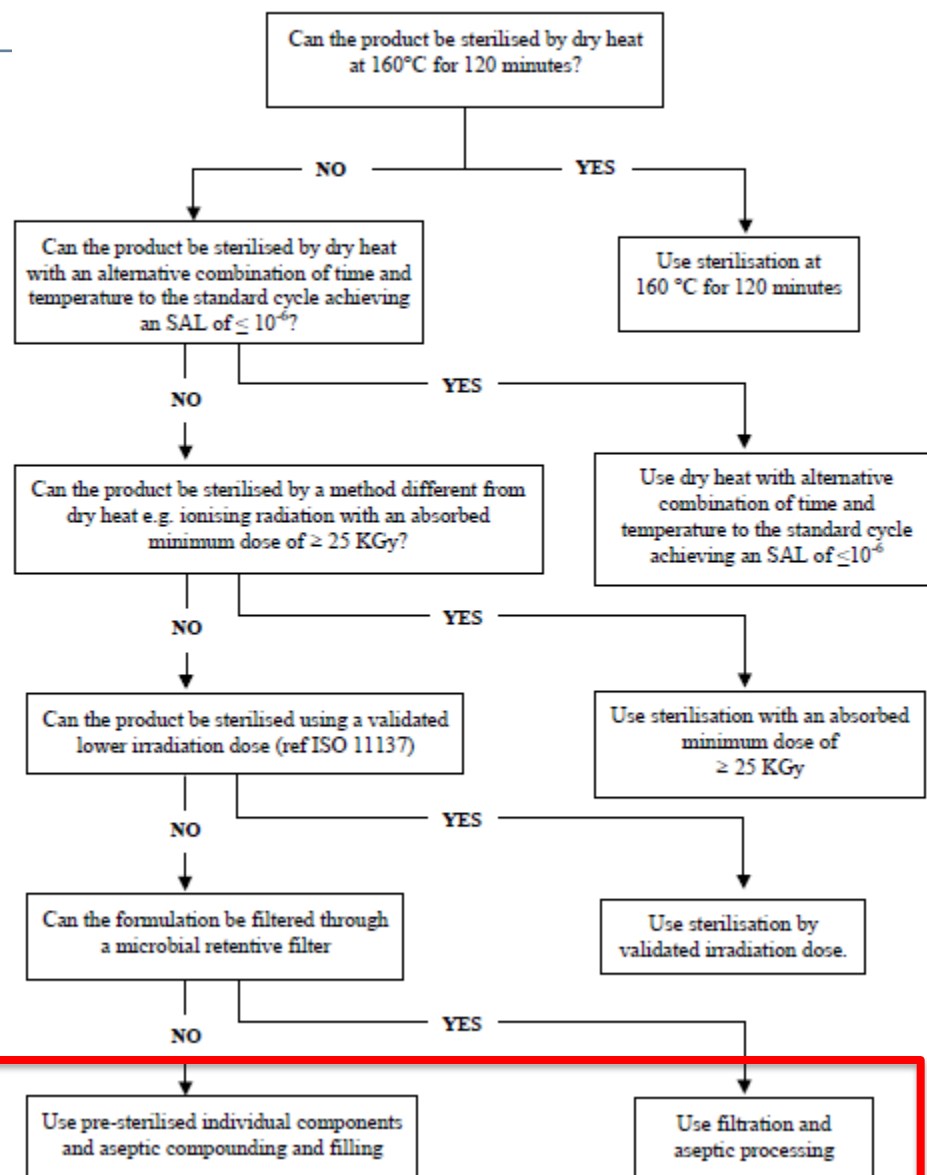 Can the product be sterilised by dry heat
at 160°C for 120 minutes?
NO
YES
Can the product be sterilised by dry heat
with an alternative combination of time and
temperature to the standard cycle achieving
an SAL of ≤ 10⁻⁶?
Use sterilisation at
160 °C for 120 minutes
NO
YES
Can the product be sterilised by a method different from
dry heat e.g. ionising radiation with an absorbed
minimum dose of ≥ 25 KGy?
Use dry heat with alternative
combination of time and
temperature to the standard cycle
achieving an SAL of ≤10⁻⁶
NO
YES
Can the product be sterilised using a validated
lower irradiation dose (ref ISO 11137)
Use sterilisation with an absorbed
minimum dose of
≥ 25 KGy
NO
YES
Can the formulation be filtered through
a microbial retentive filter
Use sterilisation by
validated irradiation dose.
NO
YES
Use pre-sterilised individual components
and aseptic compounding and filling
Use filtration and
aseptic processing